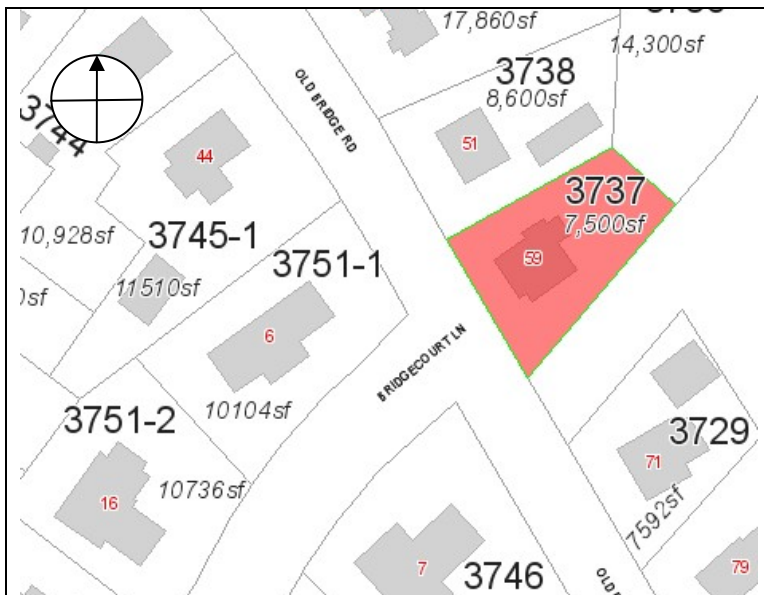 17,860sf
14,300sf
3738
8,600sf
OLD BRIDGE RD
3744
51
44
3737
7,500sf
10,928sf
3745-1
59
3751-1
11510sf
6
BRIDGECOURT LN
10104sf
3751-2
3729
71
10736sf
16
7592sf
7
3746
79